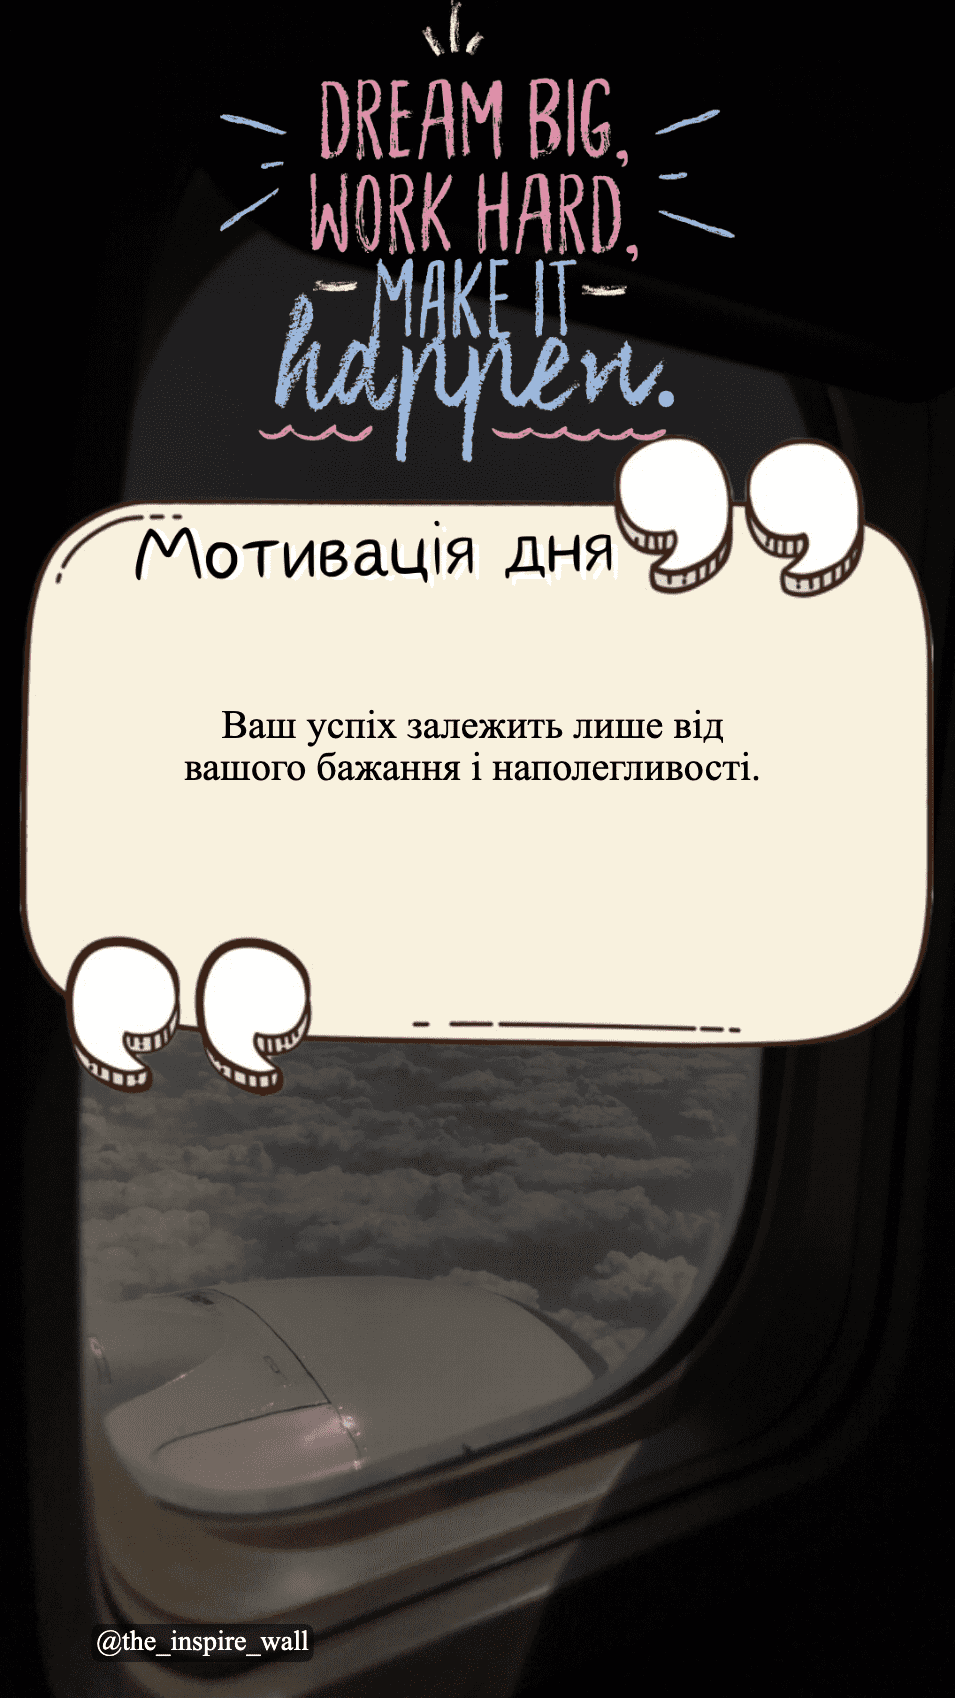 DREAM BIG,
WORK HARD,
MAKE IT
happen.
Мотивація дня
Ваш успіх залежить лише від
вашого бажання і наполегливості.
@the_inspire_wall